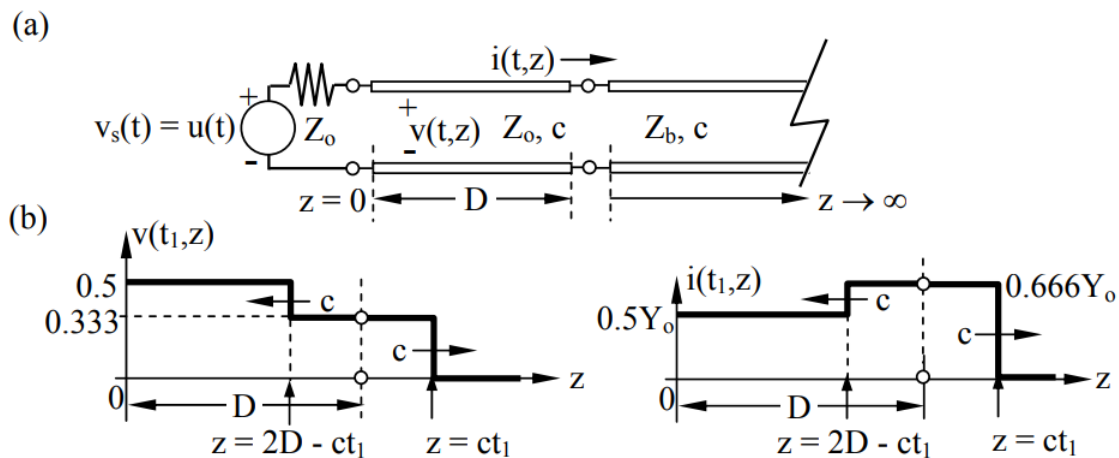 (a)
i(t,z)
+
v_s(t) = u(t)
Z_o
-
+
v(t,z)
-
Z_o, c
Z_b, c
z = 0
D
z → ∞
(b)
v(t_1,z)
0.5
0.333
c
c
0
D
z
z = 2D - ct_1
z = ct_1
i(t_1,z)
0.5Y_o
c
0.666Y_o
c
0
D
z
z = 2D - ct_1
z = ct_1